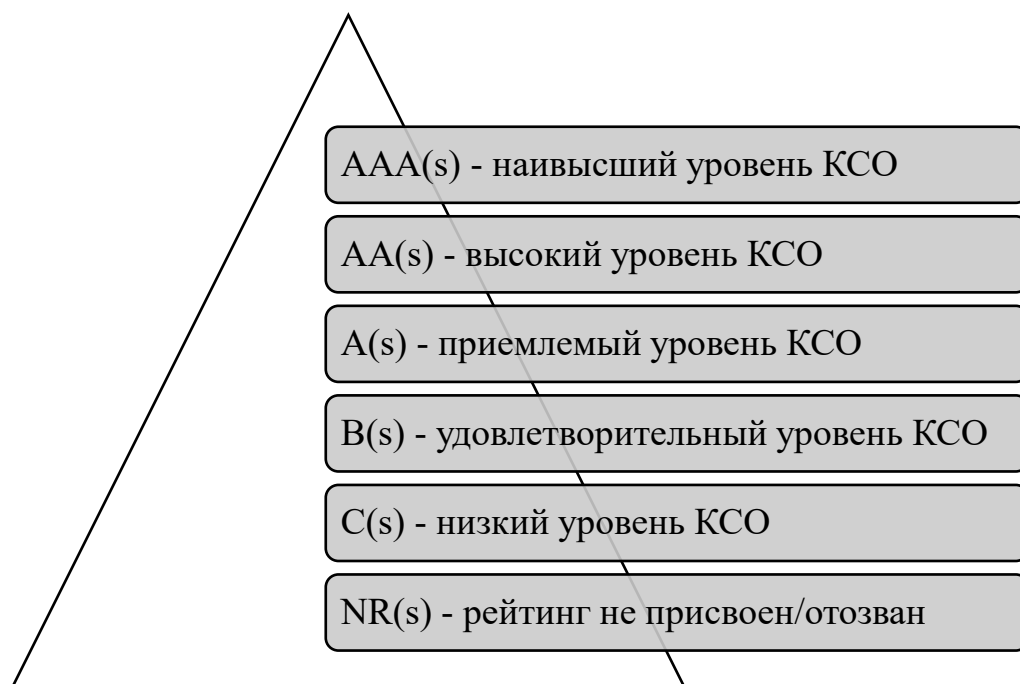 AAA(s) - наивысший уровень КСО
AA(s) - высокий уровень КСО
A(s) - приемлемый уровень КСО
B(s) - удовлетворительный уровень КСО
C(s) - низкий уровень КСО
NR(s) - рейтинг не присвоен/отозван